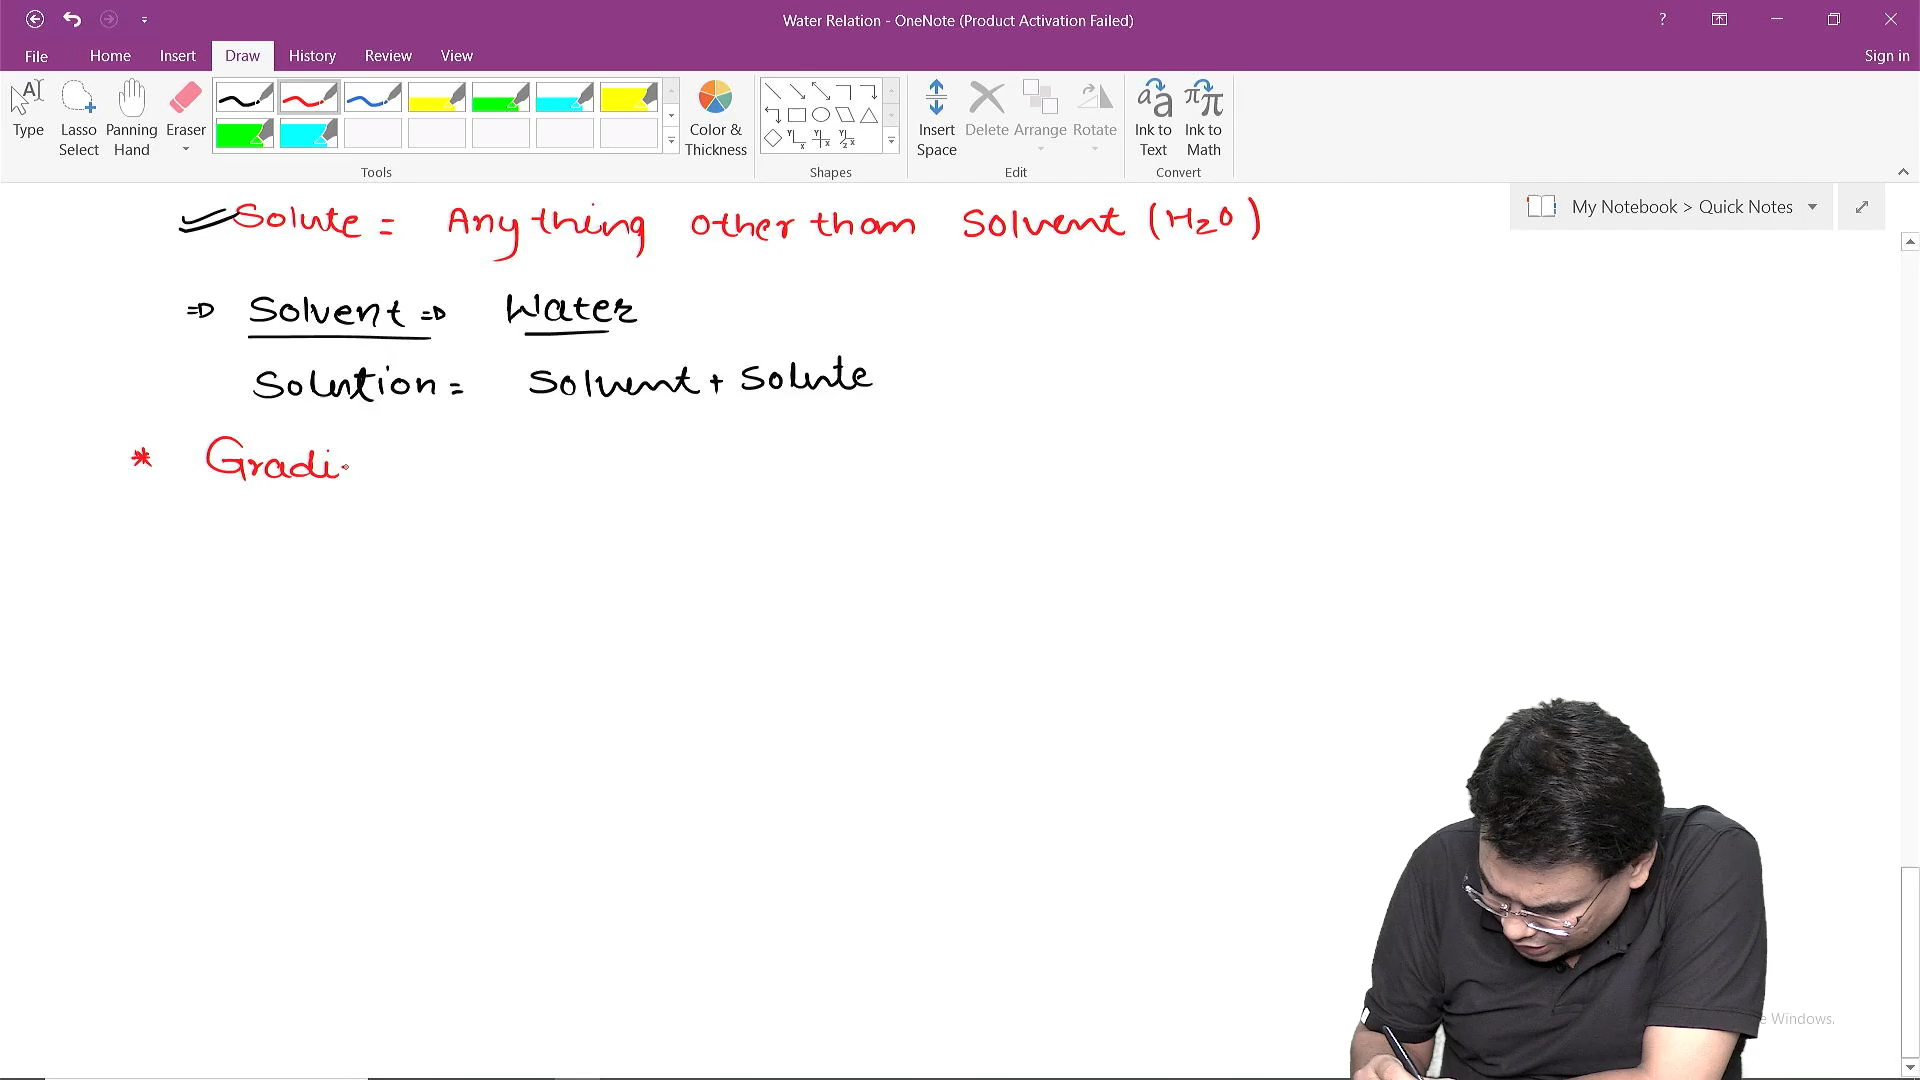 Water Relation - OneNote (Product Activation Failed)
?
File Home Insert Draw History Review View
Sign in
Type
Lasso Select
Panning Hand
Eraser
Color & Thickness
Insert Space
Delete
Arrange
Rotate
Ink to Text
Ink to Math
Tools Shapes Edit Convert
My Notebook > Quick Notes
Solute = Anything other than Solvent (H2O)
⇒ Solvent ⇒ Water
Solution = Solvent + Solute
* Gradi
e Windows.